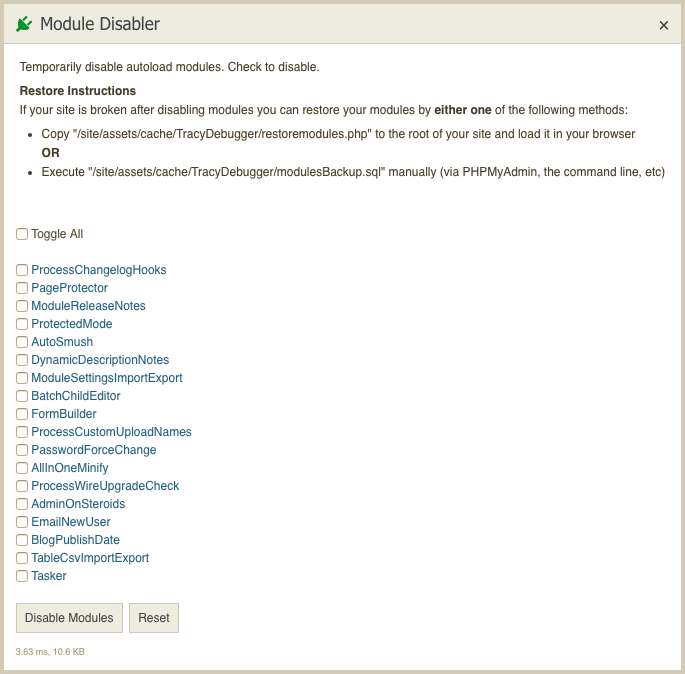 Module Disabler
×
Temporarily disable autoload modules. Check to disable.
Restore Instructions
If your site is broken after disabling modules you can restore your modules by either one of the following methods:
• Copy "/site/assets/cache/TracyDebugger/restoremodules.php" to the root of your site and load it in your browser
OR
• Execute "/site/assets/cache/TracyDebugger/modulesBackup.sql" manually (via PHPMyAdmin, the command line, etc)
Toggle All
ProcessChangelogHooks
PageProtector
ModuleReleaseNotes
ProtectedMode
AutoSmush
DynamicDescriptionNotes
ModuleSettingsImportExport
BatchChildEditor
FormBuilder
ProcessCustomUploadNames
PasswordForceChange
AllInOneMinify
ProcessWireUpgradeCheck
AdminOnSteroids
EmailNewUser
BlogPublishDate
TableCsvImportExport
Tasker
Disable Modules Reset
3.63 ms, 10.6 KB